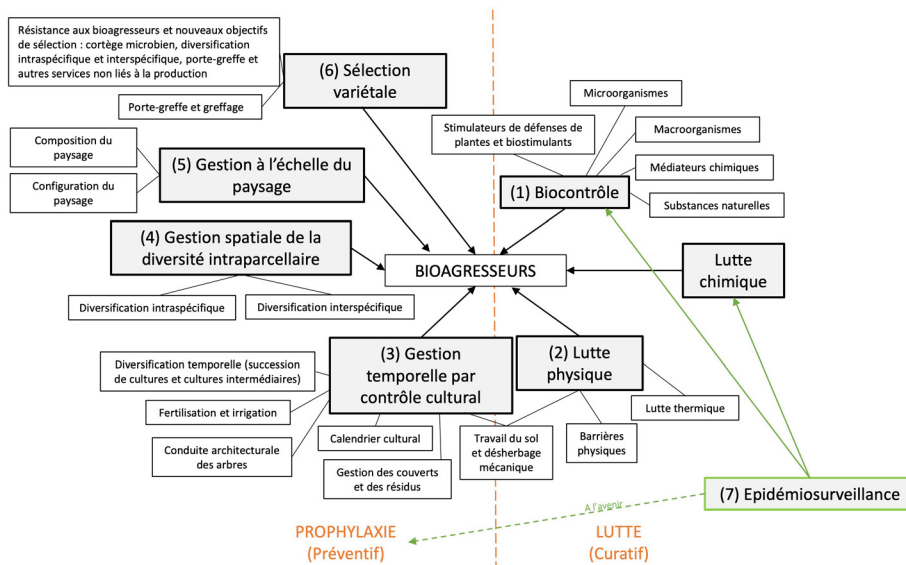 Résistance aux bioagresseurs et nouveaux objectifs
de sélection : cortège microbien, diversification
intraspécifique et interspécifique, porte-greffe et
autres services non liés à la production
(6) Sélection
variétale
Porte-greffe et greffage
Microorganismes
Stimulateurs de défenses de
plantes et biostimulants
Macroorganismes
Composition du
paysage
(5) Gestion à l'échelle du
paysage
Médiateurs chimiques
Configuration du
paysage
(1) Biocontrôle
Substances naturelles
(4) Gestion spatiale de la
diversité intraparcellaire
BIOAGRESSEURS
Lutte
chimique
Diversification intraspécifique
Diversification interspécifique
(3) Gestion
temporelle par
contrôle cultural
(2) Lutte
physique
Diversification temporelle (succession
de cultures et cultures intermédiaires)
Fertilisation et irrigation
Lutte thermique
Conduite architecturale
des arbres
Calendrier cultural
Travail du sol
et désherbage
mécanique
Barrières
physiques
Gestion des couverts
et des résidus
(7) Epidémiosurveillance
A l'avenir
PROPHYLAXIE
(Préventif)
LUTTE
(Curatif)